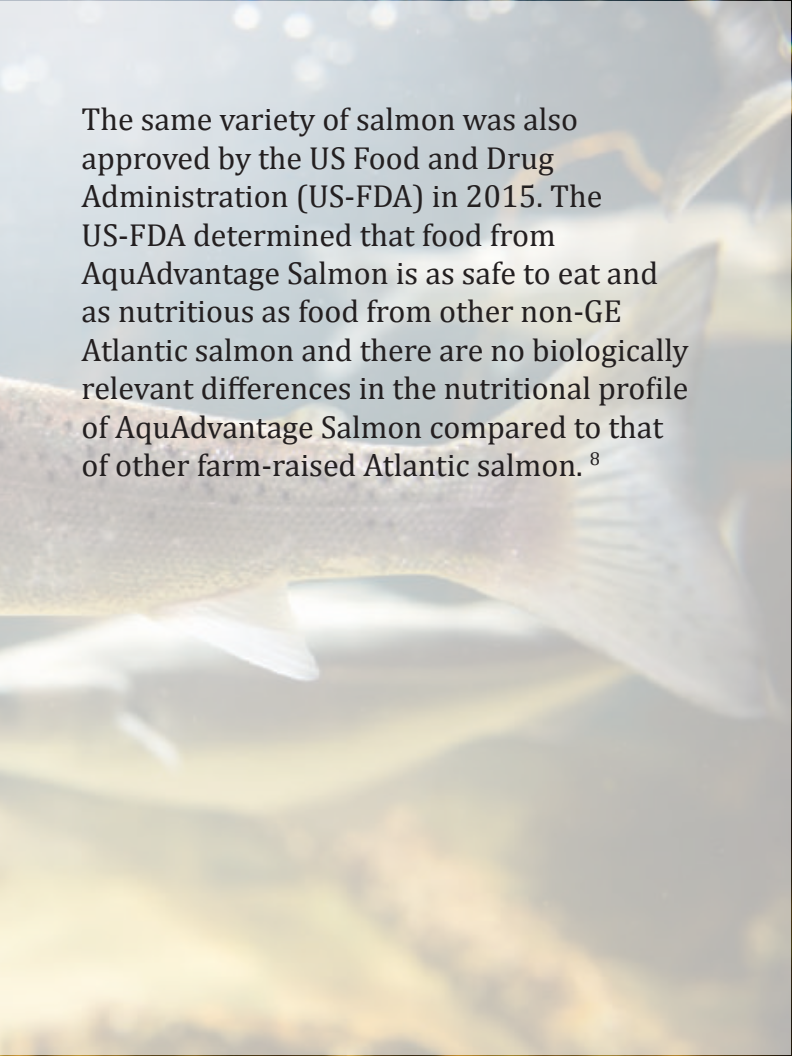 The same variety of salmon was also
approved by the US Food and Drug
Administration (US-FDA) in 2015. The
US-FDA determined that food from
AquAdvantage Salmon is as safe to eat and
as nutritious as food from other non-GE
Atlantic salmon and there are no biologically
relevant differences in the nutritional profile
of AquAdvantage Salmon compared to that
of other farm-raised Atlantic salmon. 8